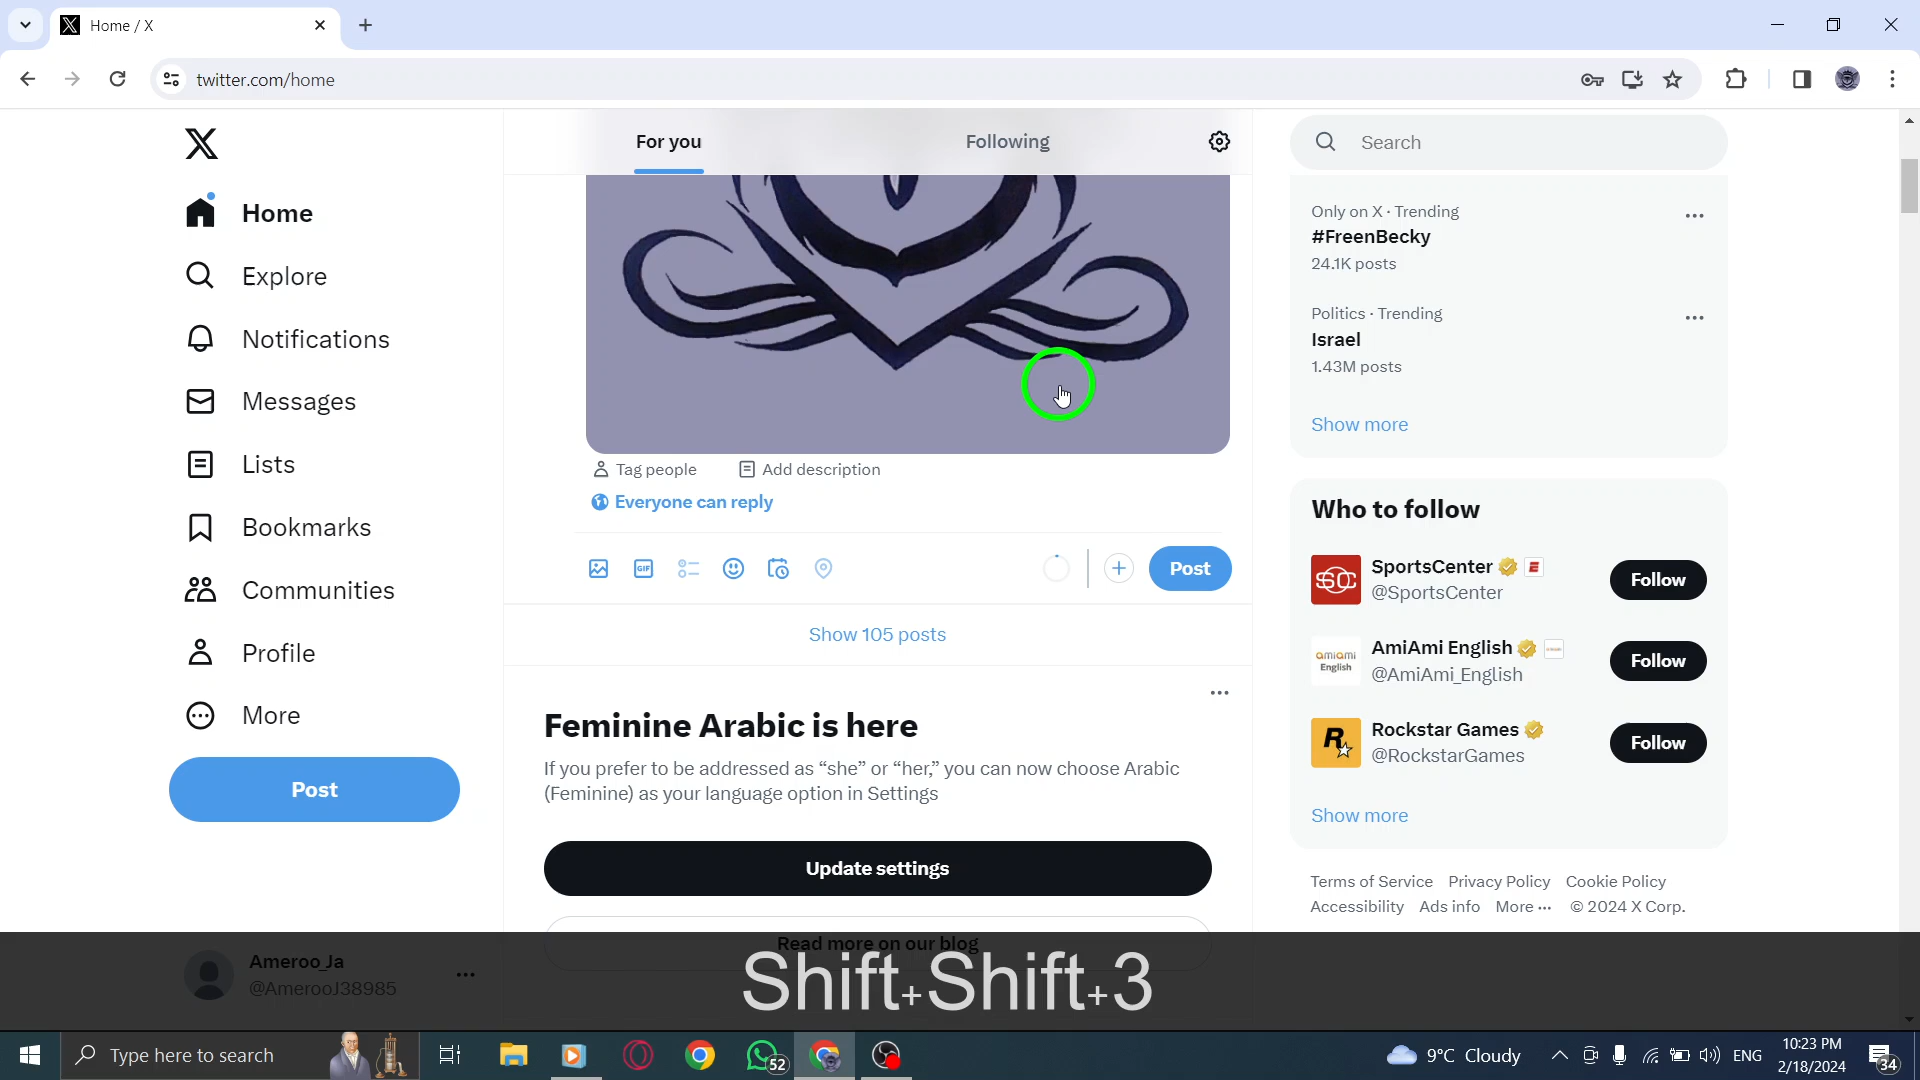 Home / X
twitter.com/home
For you
Following
Search
Home
Explore
Notifications
Messages
Lists
Bookmarks
Communities
Profile
More
Post
Ameroo_Ja
@AmerooJ38985
Tag people
Add description
Everyone can reply
GIF
Post
Show 105 posts
Feminine Arabic is here
If you prefer to be addressed as “she” or “her,” you can now choose Arabic
(Feminine) as your language option in Settings
Update settings
Read more on our blog
Only on X · Trending
#FreenBecky
24.1K posts
Politics · Trending
Israel
1.43M posts
Show more
Who to follow
SportsCenter
@SportsCenter
Follow
AmiAmi English
@AmiAmi_English
Follow
Rockstar Games
@RockstarGames
Follow
Show more
Terms of Service Privacy Policy Cookie Policy
Accessibility Ads info More ··· © 2024 X Corp.
Shift+Shift+3
Type here to search
52
9°C Cloudy
ENG
10:23 PM
2/18/2024
34